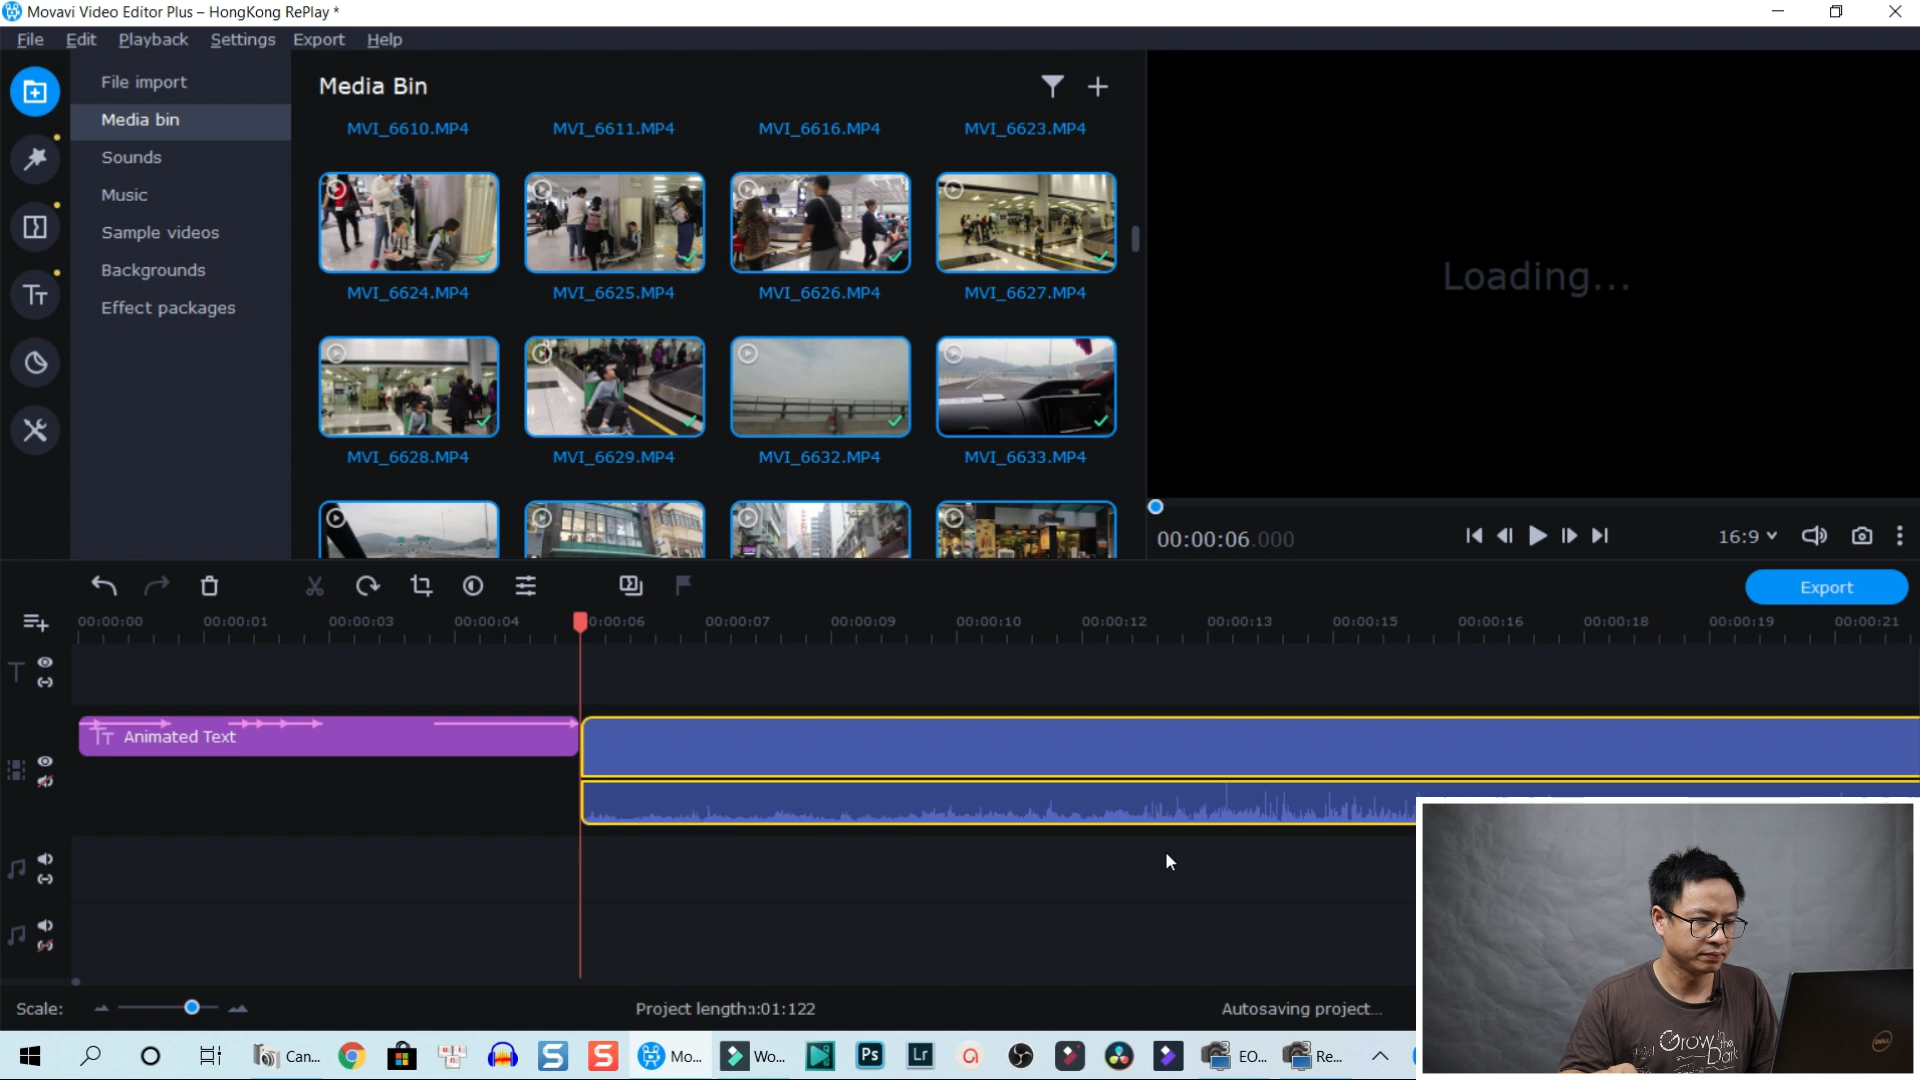 Movavi Video Editor Plus – HongKong RePlay *
File Edit Playback Settings Export Help
File import
Media bin
Sounds
Music
Sample videos
Backgrounds
Effect packages
Media Bin
MVI_6610.MP4 MVI_6611.MP4 MVI_6616.MP4 MVI_6623.MP4
MVI_6624.MP4 MVI_6625.MP4 MVI_6626.MP4 MVI_6627.MP4
MVI_6628.MP4 MVI_6629.MP4 MVI_6632.MP4 MVI_6633.MP4
Loading...
00:00:06.000
16:9
Export
00:00:00 00:00:01 00:00:03 00:00:04 0:00:06 00:00:07 00:00:09 00:00:10 00:00:12 00:00:13 00:00:15 00:00:16 00:00:18 00:00:19 00:00:21
Tт Animated Text
Scale:
Project length: 01:122
Autosaving project...
Can... Mo... Wo... Ps Lr EO... Re...
Grow in the Dark
DELL